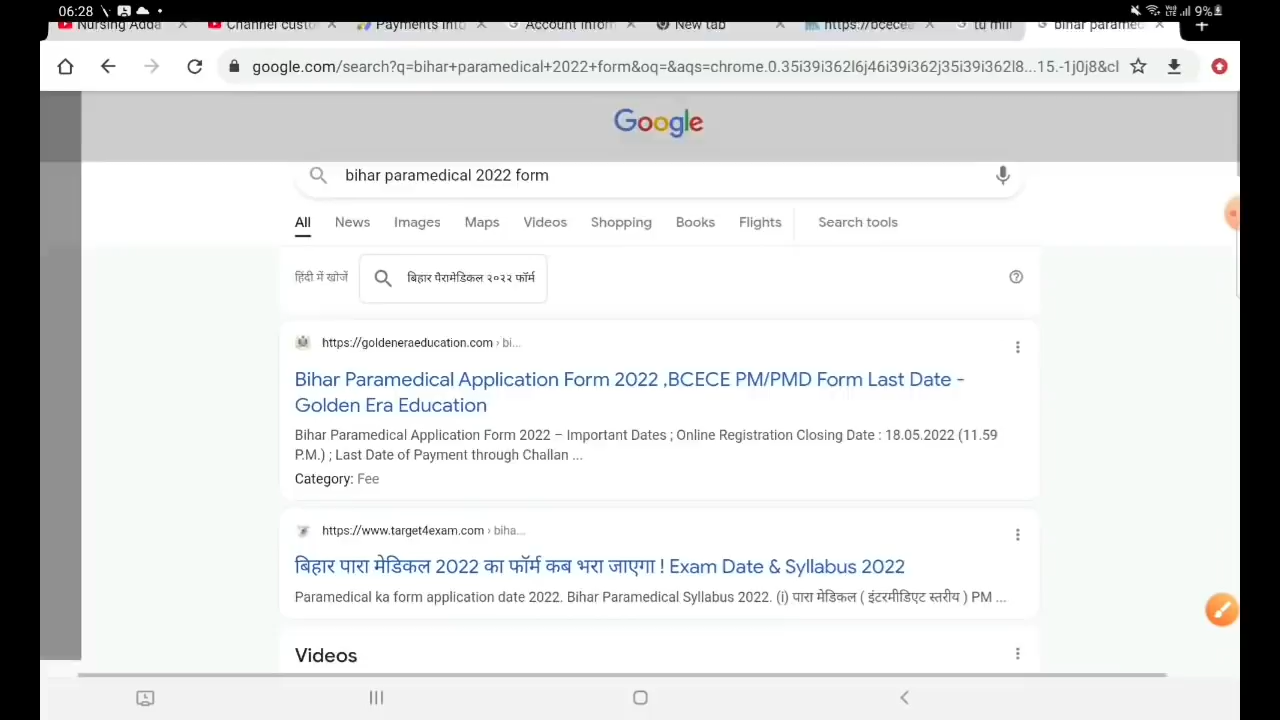 06:28
9%
Nursing Adda
Channel custo
Payments info
Account inform
New tab
https://bcece
tq mill
bihar paramedic
google.com/search?q=bihar+paramedical+2022+form&oq=&aqs=chrome.0.35i39i362l6j46i39i362j35i39i362l8...15.-1j0j8&cl
Google
bihar paramedical 2022 form
All News Images Maps Videos Shopping Books Flights Search tools
हिंदी में खोजें बिहार पैरामेडिकल २०२२ फॉर्म
https://goldeneraeducation.com › bi...
Bihar Paramedical Application Form 2022 ,BCECE PM/PMD Form Last Date -
Golden Era Education
Bihar Paramedical Application Form 2022 – Important Dates ; Online Registration Closing Date : 18.05.2022 (11.59
P.M.) ; Last Date of Payment through Challan ...
Category: Fee
https://www.target4exam.com › biha...
बिहार पारा मेडिकल 2022 का फॉर्म कब भरा जाएगा ! Exam Date & Syllabus 2022
Paramedical ka form application date 2022. Bihar Paramedical Syllabus 2022. (i) पारा मेडिकल ( इंटरमीडिएट स्तरीय ) PM ...
Videos